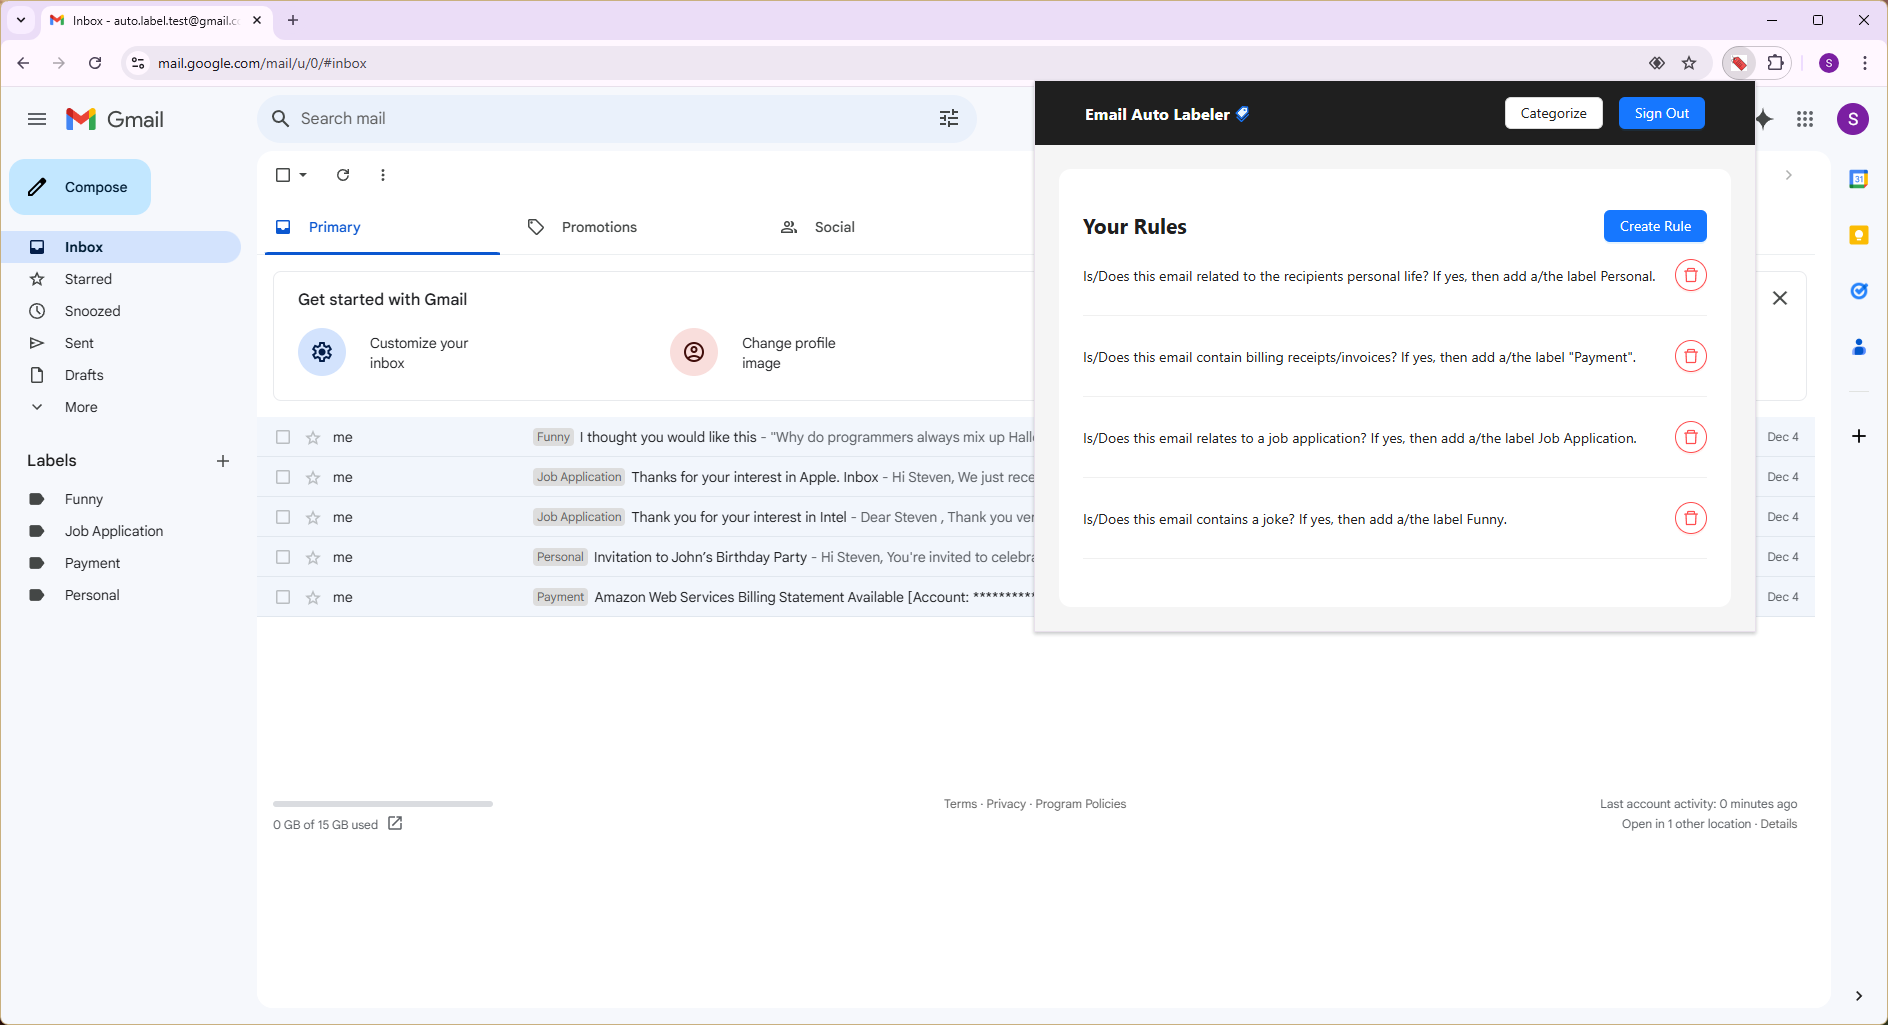 Inbox - auto.label.test@gmail.c
mail.google.com/mail/u/0/#inbox
S
Gmail
Search mail
S
Compose
Inbox
Starred
Snoozed
Sent
Drafts
More
Labels
Funny
Job Application
Payment
Personal
Primary
Promotions
Social
Get started with Gmail
Customize your
inbox
Change profile
image
me Funny I thought you would like this - "Why do programmers always mix up Hall Dec 4
me Job Application Thanks for your interest in Apple. Inbox - Hi Steven, We just rece Dec 4
me Job Application Thank you for your interest in Intel - Dear Steven , Thank you ver Dec 4
me Personal Invitation to John's Birthday Party - Hi Steven, You're invited to celebra Dec 4
me Payment Amazon Web Services Billing Statement Available [Account: ********** Dec 4
Email Auto Labeler
Categorize
Sign Out
Your Rules
Create Rule
Is/Does this email related to the recipients personal life? If yes, then add a/the label Personal.
Is/Does this email contain billing receipts/invoices? If yes, then add a/the label "Payment".
Is/Does this email relates to a job application? If yes, then add a/the label Job Application.
Is/Does this email contains a joke? If yes, then add a/the label Funny.
31
0 GB of 15 GB used
Terms · Privacy · Program Policies
Last account activity: 0 minutes ago
Open in 1 other location · Details